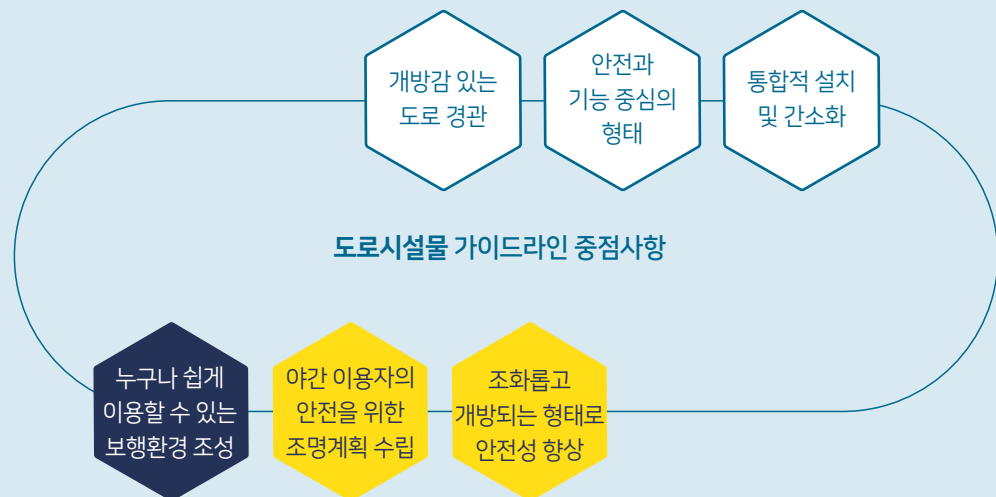 개방감 있는
도로 경관
안전과
기능 중심의
형태
통합적 설치
및 간소화
도로시설물 가이드라인 중점사항
누구나 쉽게
이용할 수 있는
보행환경 조성
야간 이용자의
안전을 위한
조명계획 수립
조화롭고
개방되는 형태로
안전성 향상